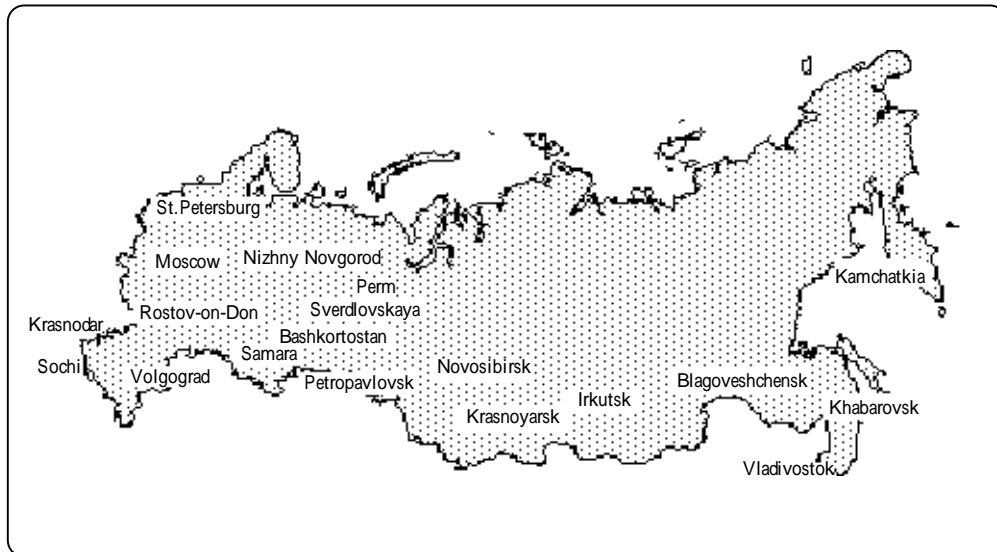 St.Petersburg
Moscow
Nizhny Novgorod
Kamchatkia
Perm
Sverdlovskaya
Rostov-on-Don
Krasnodar
Bashkortostan
Samara
Sochi
Novosibirsk
Volgograd
Petropavlovsk
Blagoveshchensk
Irkutsk
Khabarovsk
Krasnoyarsk
Vladivostok